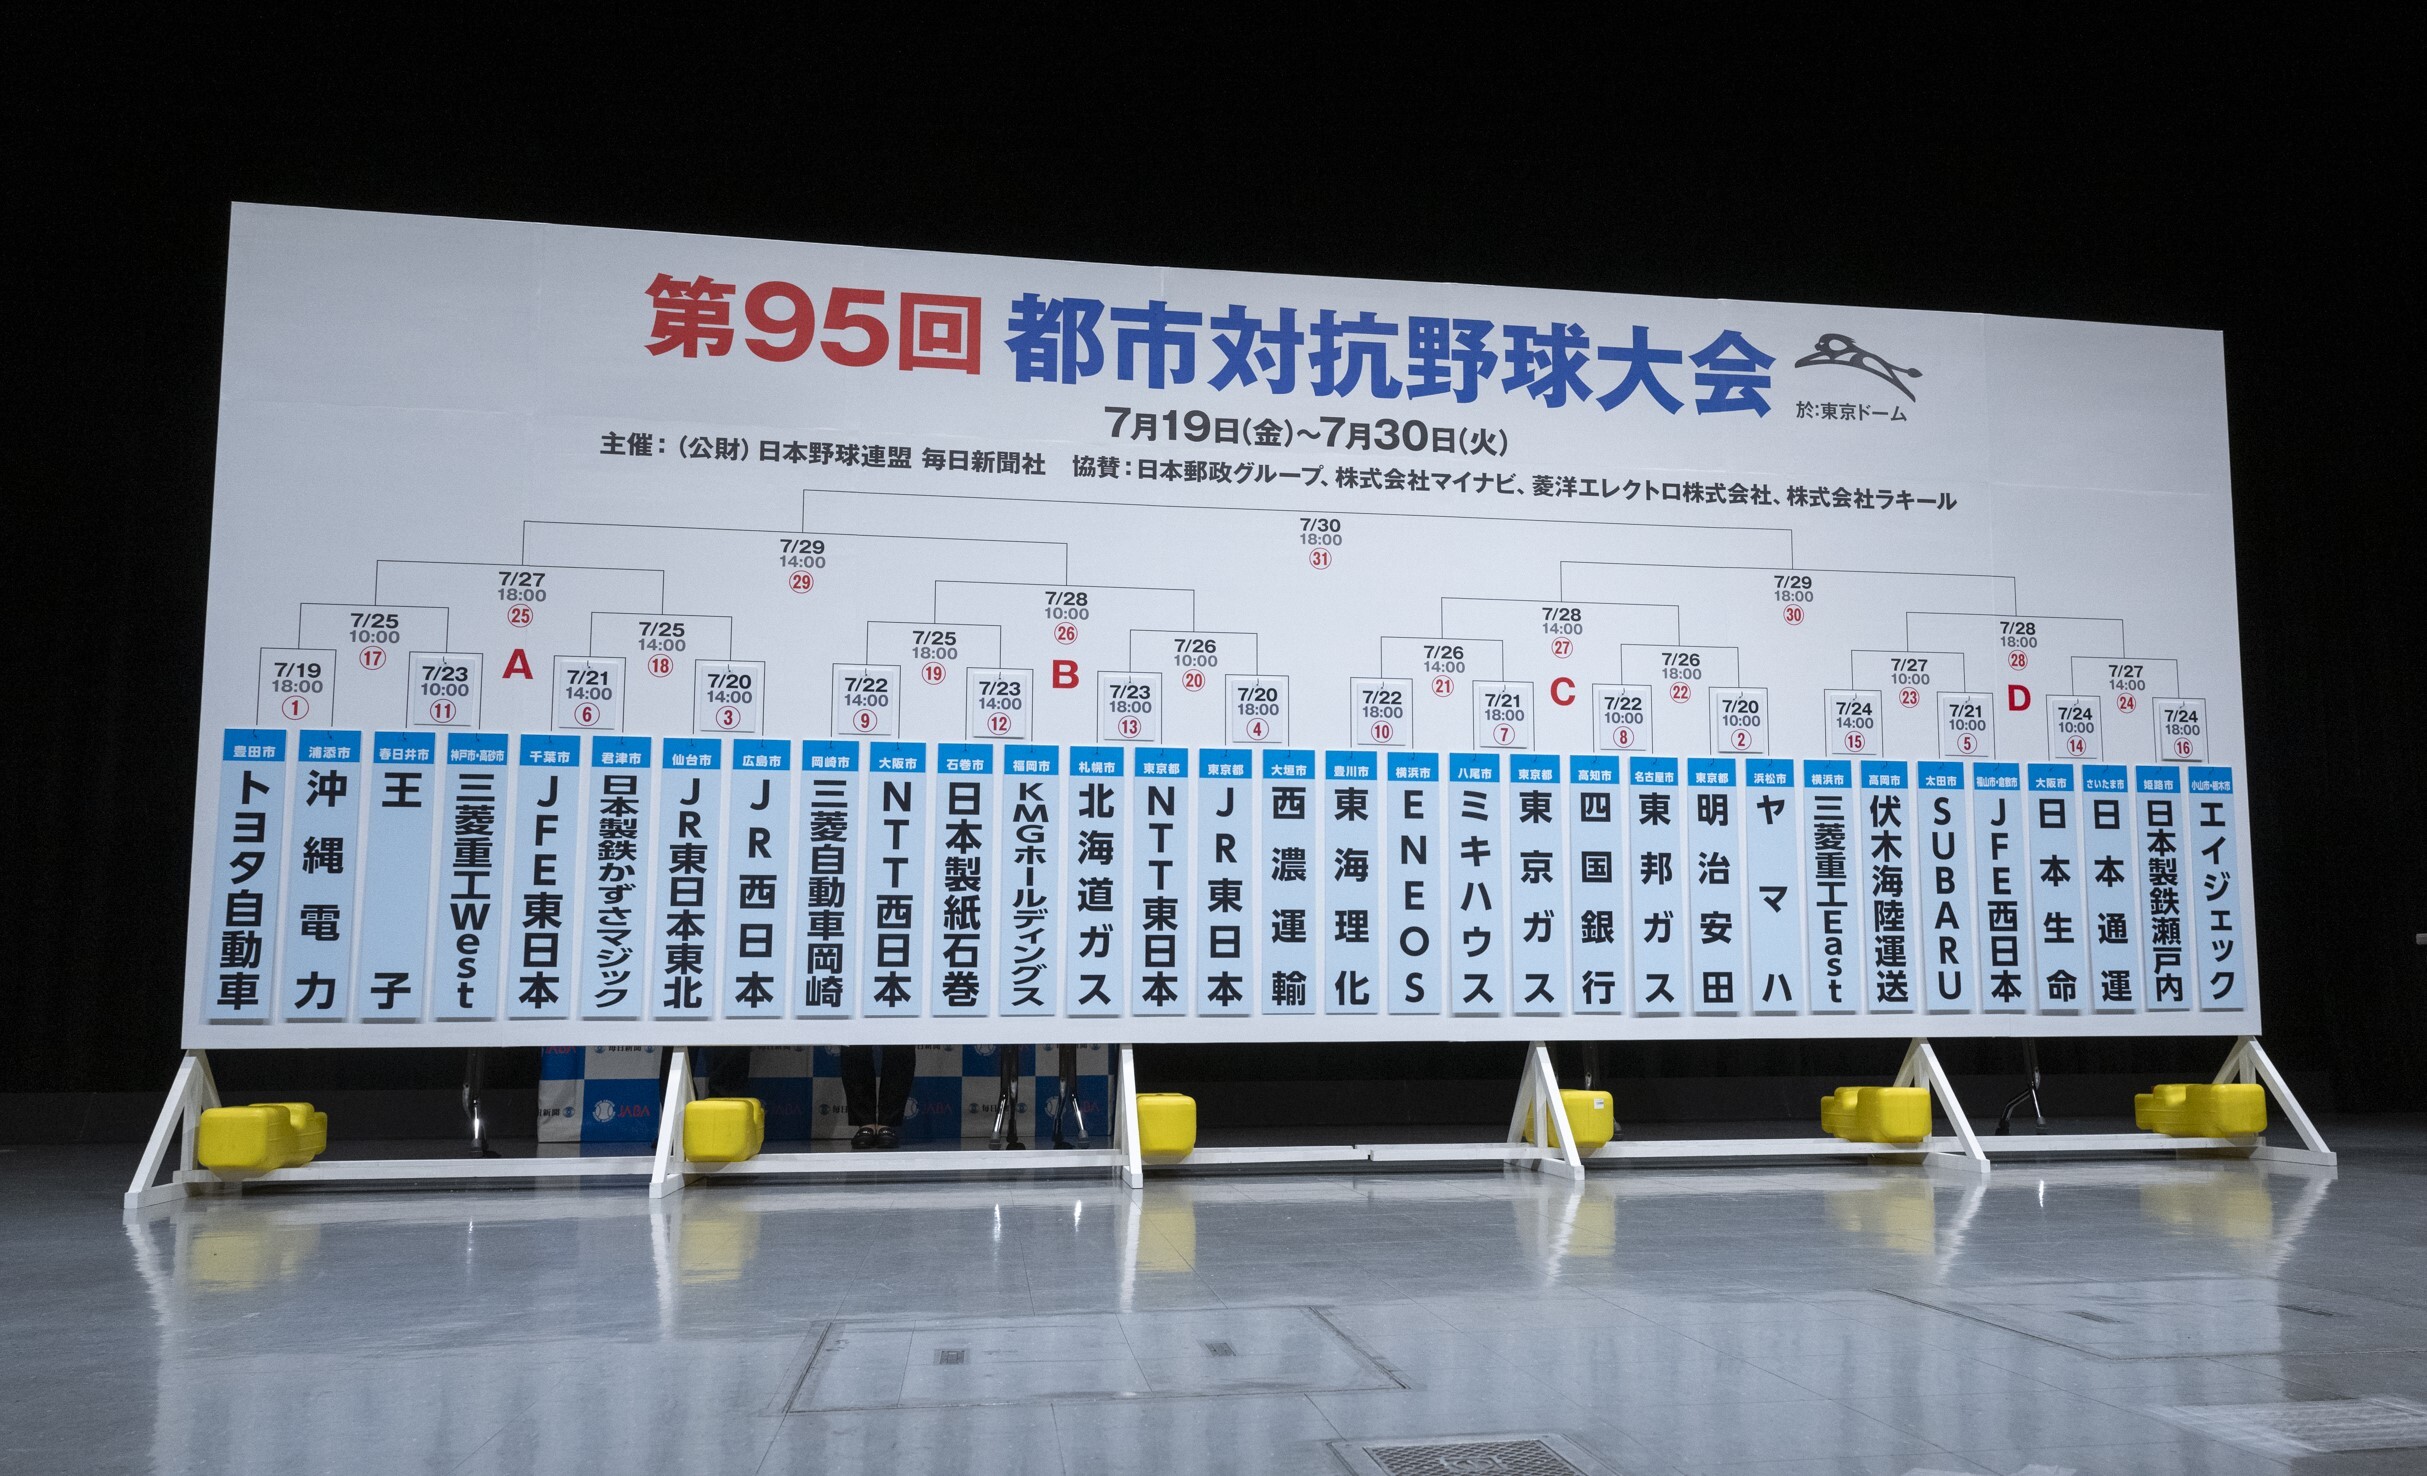 第95回 都市対抗野球大会
於:東京ドーム
7月19日(金)~7月30日(火)
主催:(公財)日本野球連盟 毎日新聞社 協賛:日本郵政グループ、株式会社マイナビ、菱洋エレクトロ株式会社、株式会社ラキール
7/30
18:00
31
7/29
14:00
29
7/29
18:00
30
7/27
18:00
25
7/28
10:00
26
7/28
14:00
27
7/28
18:00
28
A
B
C
D
7/25
10:00
17
7/25
14:00
18
7/25
18:00
19
7/26
10:00
20
7/26
14:00
21
7/26
18:00
22
7/27
10:00
23
7/27
14:00
24
7/19
18:00
1
7/23
10:00
11
7/21
14:00
6
7/20
14:00
3
7/22
14:00
9
7/23
14:00
12
7/23
18:00
13
7/20
18:00
4
7/22
18:00
10
7/21
18:00
7
7/22
10:00
8
7/20
10:00
2
7/24
14:00
15
7/21
10:00
5
7/24
10:00
14
7/24
18:00
16
豊田市
トヨタ自動車
浦添市
沖縄電力
春日井市
王子
神戸市・高砂市
三菱重工West
千葉市
JFE東日本
君津市
日本製鉄かずさマジック
仙台市
JR東日本東北
広島市
JR西日本
岡崎市
三菱自動車岡崎
大阪市
NTT西日本
石巻市
日本製紙石巻
福岡市
KMGホールディングス
札幌市
北海道ガス
東京都
NTT東日本
東京都
JR東日本
大垣市
西濃運輸
豊川市
東海理化
横浜市
ENEOS
八尾市
ミキハウス
東京都
東京ガス
高知市
四国銀行
名古屋市
東邦ガス
東京都
明治安田
浜松市
ヤマハ
横浜市
三菱重工East
高岡市
伏木海陸運送
太田市
SUBARU
福山市・倉敷市
JFE西日本
大阪市
日本生命
さいたま市
日本通運
姫路市
日本製鉄瀬戸内
小山市・栃木市
エイジェック
毎日新聞
JABA
毎日新聞